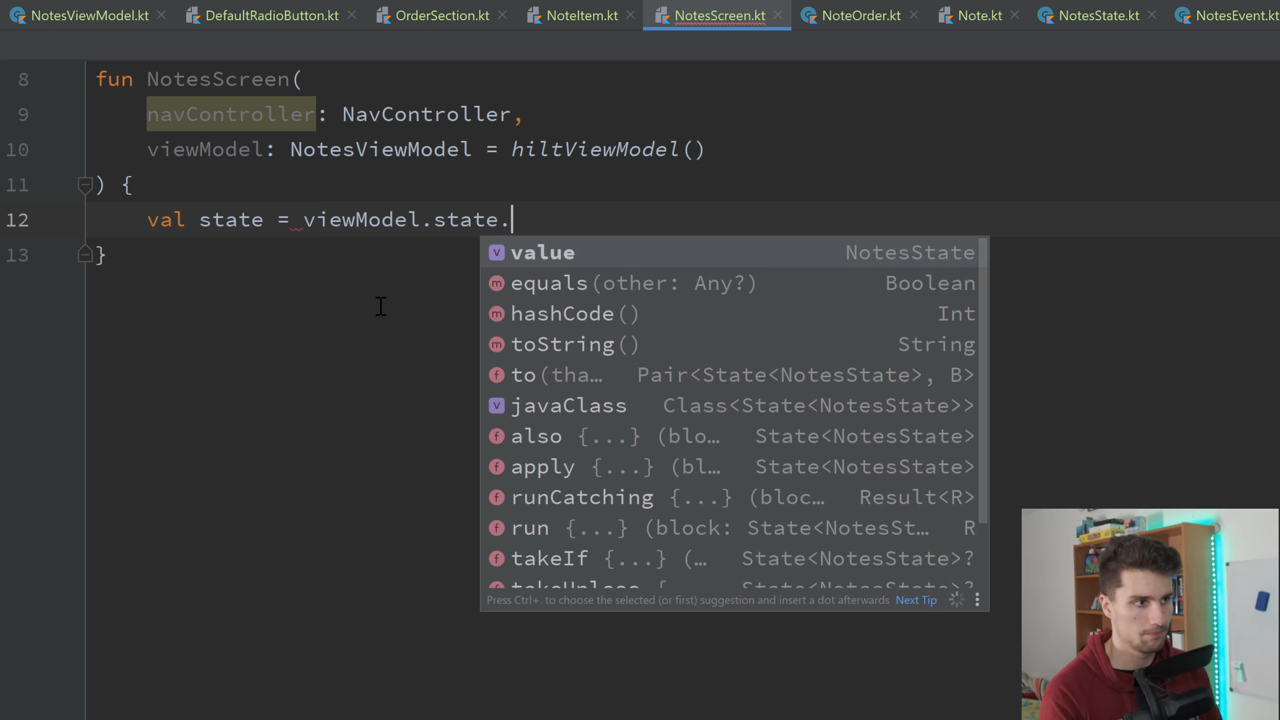 NotesViewModel.kt DefaultRadioButton.kt OrderSection.kt NoteItem.kt NotesScreen.kt NoteOrder.kt Note.kt NotesState.kt NotesEvent.kt
8 fun NotesScreen(
9 navController: NavController,
10 viewModel: NotesViewModel = hiltViewModel()
11 ) {
12 val state = viewModel.state.
13 }
value NotesState
equals(other: Any?) Boolean
hashCode() Int
toString() String
to(tha… Pair<State<NotesState>, B>
javaClass Class<State<NotesState>>
also {...} (blo… State<NotesState>
apply {...} (bl… State<NotesState>
runCatching {...} (bloc… Result<R>
run {...} (block: State<NotesSt… R
takeIf {...} (… State<NotesState>?
takeUnless { State<NotesState>?
Press Ctrl+. to choose the selected (or first) suggestion and insert a dot afterwards Next Tip